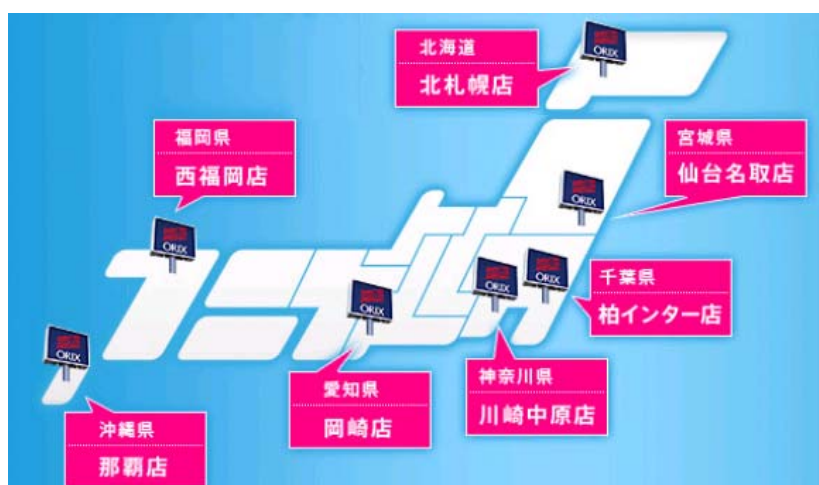 北海道
北札幌店
ORIX
福岡県
西福岡店
宮城県
仙台名取店
ORIX
ORIX
千葉県
柏インター店
ORIX
ORIX
ORIX
ORIX
愛知県
岡崎店
神奈川県
川崎中原店
沖縄県
那覇店